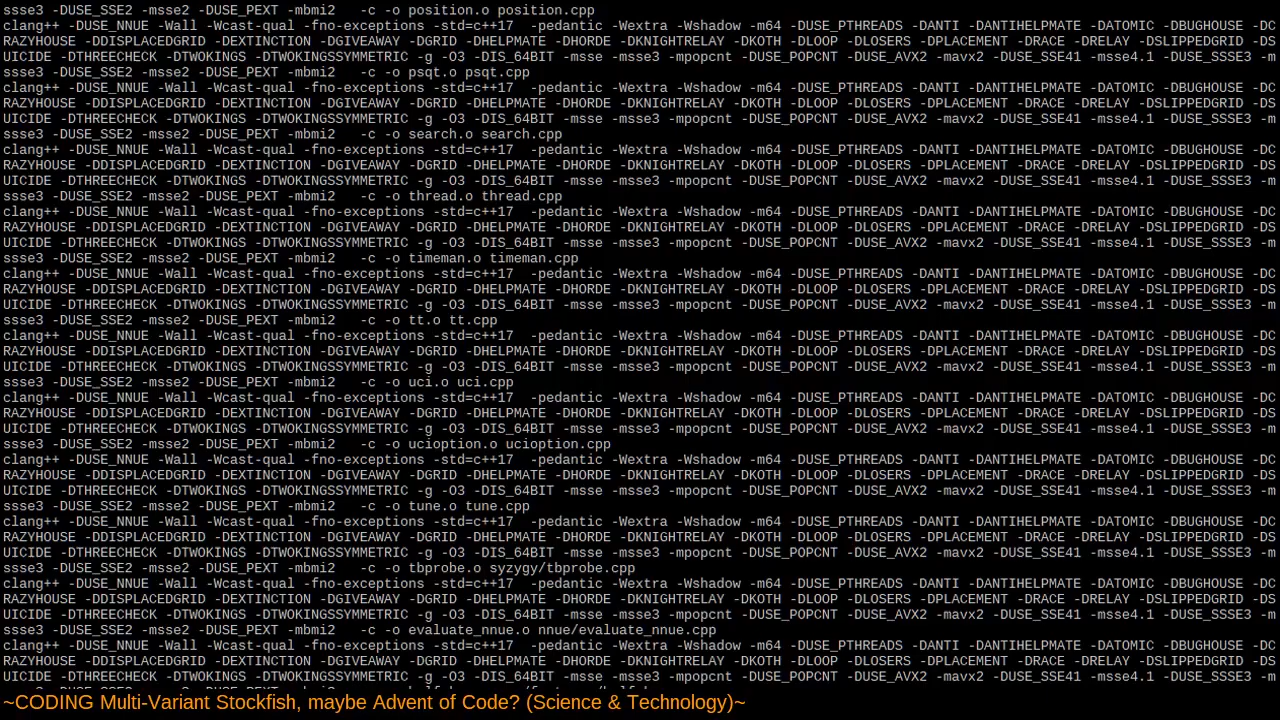 ssse3 -DUSE_SSE2 -msse2 -DUSE_PEXT -mbmi2   -c -o position.o position.cpp
clang++ -DUSE_NNUE -Wall -Wcast-qual -fno-exceptions -std=c++17  -pedantic -Wextra -Wshadow -m64 -DUSE_PTHREADS -DANTI -DANTIHELPMATE -DATOMIC -DBUGHOUSE -DC
RAZYHOUSE -DDISPLACEDGRID -DEXTINCTION -DGIVEAWAY -DGRID -DHELPMATE -DHORDE -DKNIGHTRELAY -DKOTH -DLOOP -DLOSERS -DPLACEMENT -DRACE -DRELAY -DSLIPPEDGRID -DS
UICIDE -DTHREECHECK -DTWOKINGS -DTWOKINGSSYMMETRIC -g -O3 -DIS_64BIT -msse -msse3 -mpopcnt -DUSE_POPCNT -DUSE_AVX2 -mavx2 -DUSE_SSE41 -msse4.1 -DUSE_SSSE3 -m
ssse3 -DUSE_SSE2 -msse2 -DUSE_PEXT -mbmi2   -c -o psqt.o psqt.cpp
clang++ -DUSE_NNUE -Wall -Wcast-qual -fno-exceptions -std=c++17  -pedantic -Wextra -Wshadow -m64 -DUSE_PTHREADS -DANTI -DANTIHELPMATE -DATOMIC -DBUGHOUSE -DC
RAZYHOUSE -DDISPLACEDGRID -DEXTINCTION -DGIVEAWAY -DGRID -DHELPMATE -DHORDE -DKNIGHTRELAY -DKOTH -DLOOP -DLOSERS -DPLACEMENT -DRACE -DRELAY -DSLIPPEDGRID -DS
UICIDE -DTHREECHECK -DTWOKINGS -DTWOKINGSSYMMETRIC -g -O3 -DIS_64BIT -msse -msse3 -mpopcnt -DUSE_POPCNT -DUSE_AVX2 -mavx2 -DUSE_SSE41 -msse4.1 -DUSE_SSSE3 -m
ssse3 -DUSE_SSE2 -msse2 -DUSE_PEXT -mbmi2   -c -o search.o search.cpp
clang++ -DUSE_NNUE -Wall -Wcast-qual -fno-exceptions -std=c++17  -pedantic -Wextra -Wshadow -m64 -DUSE_PTHREADS -DANTI -DANTIHELPMATE -DATOMIC -DBUGHOUSE -DC
RAZYHOUSE -DDISPLACEDGRID -DEXTINCTION -DGIVEAWAY -DGRID -DHELPMATE -DHORDE -DKNIGHTRELAY -DKOTH -DLOOP -DLOSERS -DPLACEMENT -DRACE -DRELAY -DSLIPPEDGRID -DS
UICIDE -DTHREECHECK -DTWOKINGS -DTWOKINGSSYMMETRIC -g -O3 -DIS_64BIT -msse -msse3 -mpopcnt -DUSE_POPCNT -DUSE_AVX2 -mavx2 -DUSE_SSE41 -msse4.1 -DUSE_SSSE3 -m
ssse3 -DUSE_SSE2 -msse2 -DUSE_PEXT -mbmi2   -c -o thread.o thread.cpp
clang++ -DUSE_NNUE -Wall -Wcast-qual -fno-exceptions -std=c++17  -pedantic -Wextra -Wshadow -m64 -DUSE_PTHREADS -DANTI -DANTIHELPMATE -DATOMIC -DBUGHOUSE -DC
RAZYHOUSE -DDISPLACEDGRID -DEXTINCTION -DGIVEAWAY -DGRID -DHELPMATE -DHORDE -DKNIGHTRELAY -DKOTH -DLOOP -DLOSERS -DPLACEMENT -DRACE -DRELAY -DSLIPPEDGRID -DS
UICIDE -DTHREECHECK -DTWOKINGS -DTWOKINGSSYMMETRIC -g -O3 -DIS_64BIT -msse -msse3 -mpopcnt -DUSE_POPCNT -DUSE_AVX2 -mavx2 -DUSE_SSE41 -msse4.1 -DUSE_SSSE3 -m
ssse3 -DUSE_SSE2 -msse2 -DUSE_PEXT -mbmi2   -c -o timeman.o timeman.cpp
clang++ -DUSE_NNUE -Wall -Wcast-qual -fno-exceptions -std=c++17  -pedantic -Wextra -Wshadow -m64 -DUSE_PTHREADS -DANTI -DANTIHELPMATE -DATOMIC -DBUGHOUSE -DC
RAZYHOUSE -DDISPLACEDGRID -DEXTINCTION -DGIVEAWAY -DGRID -DHELPMATE -DHORDE -DKNIGHTRELAY -DKOTH -DLOOP -DLOSERS -DPLACEMENT -DRACE -DRELAY -DSLIPPEDGRID -DS
UICIDE -DTHREECHECK -DTWOKINGS -DTWOKINGSSYMMETRIC -g -O3 -DIS_64BIT -msse -msse3 -mpopcnt -DUSE_POPCNT -DUSE_AVX2 -mavx2 -DUSE_SSE41 -msse4.1 -DUSE_SSSE3 -m
ssse3 -DUSE_SSE2 -msse2 -DUSE_PEXT -mbmi2   -c -o tt.o tt.cpp
clang++ -DUSE_NNUE -Wall -Wcast-qual -fno-exceptions -std=c++17  -pedantic -Wextra -Wshadow -m64 -DUSE_PTHREADS -DANTI -DANTIHELPMATE -DATOMIC -DBUGHOUSE -DC
RAZYHOUSE -DDISPLACEDGRID -DEXTINCTION -DGIVEAWAY -DGRID -DHELPMATE -DHORDE -DKNIGHTRELAY -DKOTH -DLOOP -DLOSERS -DPLACEMENT -DRACE -DRELAY -DSLIPPEDGRID -DS
UICIDE -DTHREECHECK -DTWOKINGS -DTWOKINGSSYMMETRIC -g -O3 -DIS_64BIT -msse -msse3 -mpopcnt -DUSE_POPCNT -DUSE_AVX2 -mavx2 -DUSE_SSE41 -msse4.1 -DUSE_SSSE3 -m
ssse3 -DUSE_SSE2 -msse2 -DUSE_PEXT -mbmi2   -c -o uci.o uci.cpp
clang++ -DUSE_NNUE -Wall -Wcast-qual -fno-exceptions -std=c++17  -pedantic -Wextra -Wshadow -m64 -DUSE_PTHREADS -DANTI -DANTIHELPMATE -DATOMIC -DBUGHOUSE -DC
RAZYHOUSE -DDISPLACEDGRID -DEXTINCTION -DGIVEAWAY -DGRID -DHELPMATE -DHORDE -DKNIGHTRELAY -DKOTH -DLOOP -DLOSERS -DPLACEMENT -DRACE -DRELAY -DSLIPPEDGRID -DS
UICIDE -DTHREECHECK -DTWOKINGS -DTWOKINGSSYMMETRIC -g -O3 -DIS_64BIT -msse -msse3 -mpopcnt -DUSE_POPCNT -DUSE_AVX2 -mavx2 -DUSE_SSE41 -msse4.1 -DUSE_SSSE3 -m
ssse3 -DUSE_SSE2 -msse2 -DUSE_PEXT -mbmi2   -c -o ucioption.o ucioption.cpp
clang++ -DUSE_NNUE -Wall -Wcast-qual -fno-exceptions -std=c++17  -pedantic -Wextra -Wshadow -m64 -DUSE_PTHREADS -DANTI -DANTIHELPMATE -DATOMIC -DBUGHOUSE -DC
RAZYHOUSE -DDISPLACEDGRID -DEXTINCTION -DGIVEAWAY -DGRID -DHELPMATE -DHORDE -DKNIGHTRELAY -DKOTH -DLOOP -DLOSERS -DPLACEMENT -DRACE -DRELAY -DSLIPPEDGRID -DS
UICIDE -DTHREECHECK -DTWOKINGS -DTWOKINGSSYMMETRIC -g -O3 -DIS_64BIT -msse -msse3 -mpopcnt -DUSE_POPCNT -DUSE_AVX2 -mavx2 -DUSE_SSE41 -msse4.1 -DUSE_SSSE3 -m
ssse3 -DUSE_SSE2 -msse2 -DUSE_PEXT -mbmi2   -c -o tune.o tune.cpp
clang++ -DUSE_NNUE -Wall -Wcast-qual -fno-exceptions -std=c++17  -pedantic -Wextra -Wshadow -m64 -DUSE_PTHREADS -DANTI -DANTIHELPMATE -DATOMIC -DBUGHOUSE -DC
RAZYHOUSE -DDISPLACEDGRID -DEXTINCTION -DGIVEAWAY -DGRID -DHELPMATE -DHORDE -DKNIGHTRELAY -DKOTH -DLOOP -DLOSERS -DPLACEMENT -DRACE -DRELAY -DSLIPPEDGRID -DS
UICIDE -DTHREECHECK -DTWOKINGS -DTWOKINGSSYMMETRIC -g -O3 -DIS_64BIT -msse -msse3 -mpopcnt -DUSE_POPCNT -DUSE_AVX2 -mavx2 -DUSE_SSE41 -msse4.1 -DUSE_SSSE3 -m
ssse3 -DUSE_SSE2 -msse2 -DUSE_PEXT -mbmi2   -c -o tbprobe.o syzygy/tbprobe.cpp
clang++ -DUSE_NNUE -Wall -Wcast-qual -fno-exceptions -std=c++17  -pedantic -Wextra -Wshadow -m64 -DUSE_PTHREADS -DANTI -DANTIHELPMATE -DATOMIC -DBUGHOUSE -DC
RAZYHOUSE -DDISPLACEDGRID -DEXTINCTION -DGIVEAWAY -DGRID -DHELPMATE -DHORDE -DKNIGHTRELAY -DKOTH -DLOOP -DLOSERS -DPLACEMENT -DRACE -DRELAY -DSLIPPEDGRID -DS
UICIDE -DTHREECHECK -DTWOKINGS -DTWOKINGSSYMMETRIC -g -O3 -DIS_64BIT -msse -msse3 -mpopcnt -DUSE_POPCNT -DUSE_AVX2 -mavx2 -DUSE_SSE41 -msse4.1 -DUSE_SSSE3 -m
ssse3 -DUSE_SSE2 -msse2 -DUSE_PEXT -mbmi2   -c -o evaluate_nnue.o nnue/evaluate_nnue.cpp
clang++ -DUSE_NNUE -Wall -Wcast-qual -fno-exceptions -std=c++17  -pedantic -Wextra -Wshadow -m64 -DUSE_PTHREADS -DANTI -DANTIHELPMATE -DATOMIC -DBUGHOUSE -DC
RAZYHOUSE -DDISPLACEDGRID -DEXTINCTION -DGIVEAWAY -DGRID -DHELPMATE -DHORDE -DKNIGHTRELAY -DKOTH -DLOOP -DLOSERS -DPLACEMENT -DRACE -DRELAY -DSLIPPEDGRID -DS
UICIDE -DTHREECHECK -DTWOKINGS -DTWOKINGSSYMMETRIC -g -O3 -DIS_64BIT -msse -msse3 -mpopcnt -DUSE_POPCNT -DUSE_AVX2 -mavx2 -DUSE_SSE41 -msse4.1 -DUSE_SSSE3 -m
~CODING Multi-Variant Stockfish, maybe Advent of Code? (Science & Technology)~